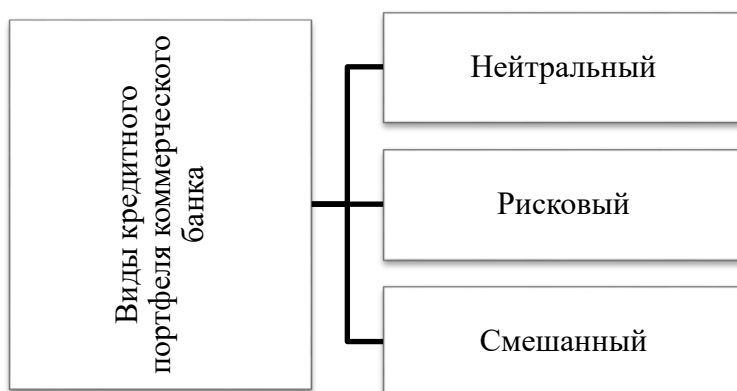 Виды кредитного
портфеля коммерческого
банка
Нейтральный
Рисковый
Смешанный